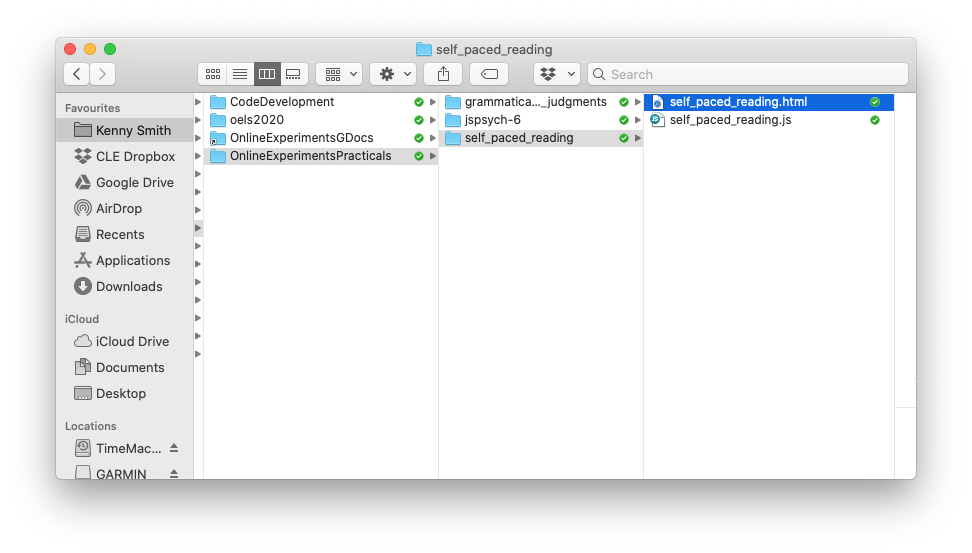 self_paced_reading
Search
Favourites
Kenny Smith
CLE Dropbox
Google Drive
AirDrop
Recents
Applications
Downloads
iCloud
iCloud Drive
Documents
Desktop
Locations
TimeMac...
GARMIN
CodeDevelopment
oels2020
OnlineExperimentsGDocs
OnlineExperimentsPracticals
grammatica..._judgments
jspsych-6
self_paced_reading
self_paced_reading.html
self_paced_reading.js